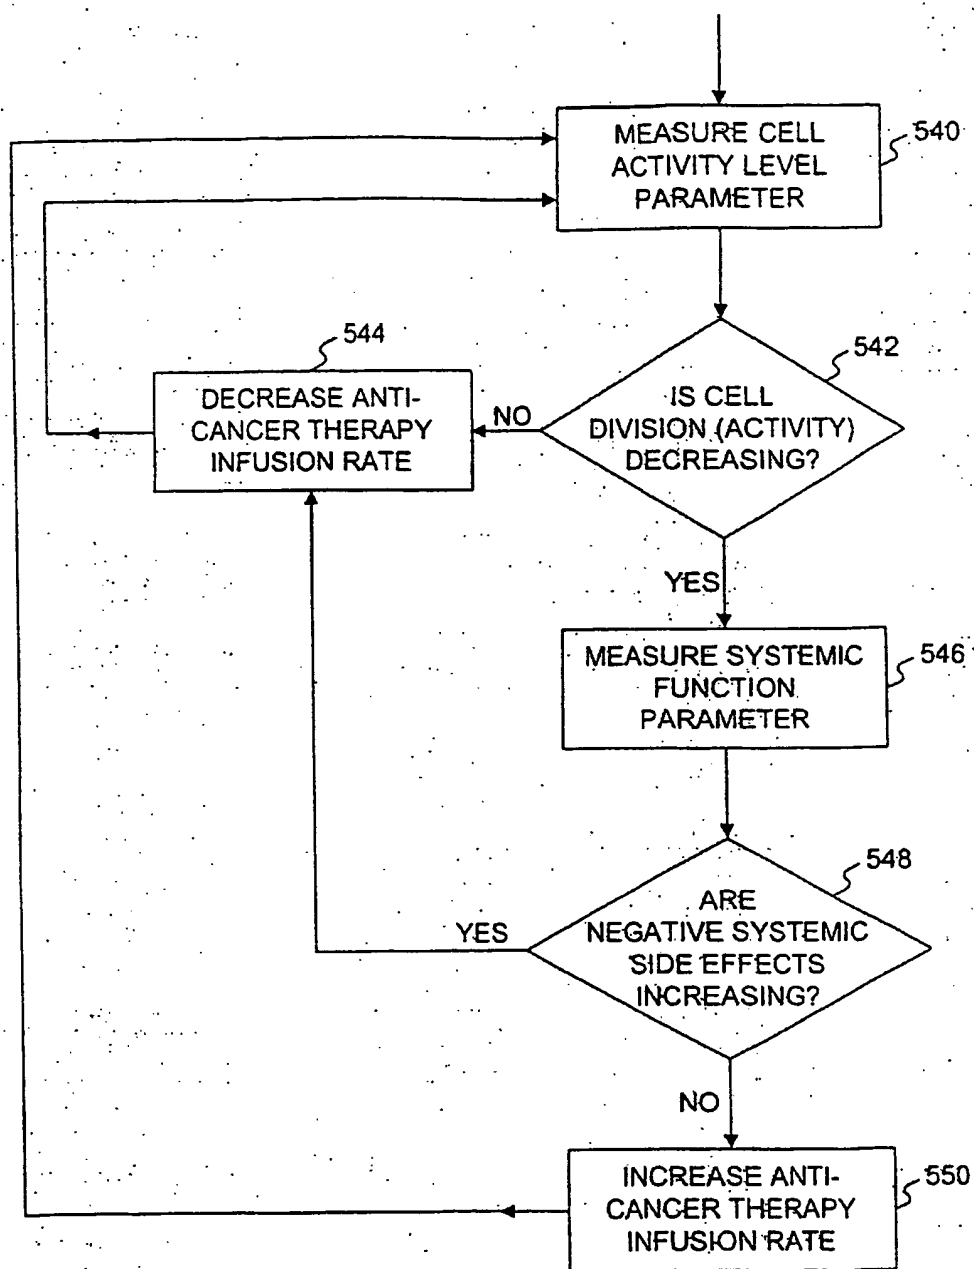 MEASURE CELL
ACTIVITY LEVEL
PARAMETER
540
544
542
DECREASE ANTI-
CANCER THERAPY
INFUSION RATE
NO
IS CELL
DIVISION (ACTIVITY)
DECREASING?
YES
MEASURE SYSTEMIC
FUNCTION
PARAMETER
546
548
YES
ARE
NEGATIVE SYSTEMIC
SIDE EFFECTS
INCREASING?
NO
INCREASE ANTI-
CANCER THERAPY
INFUSION RATE
550